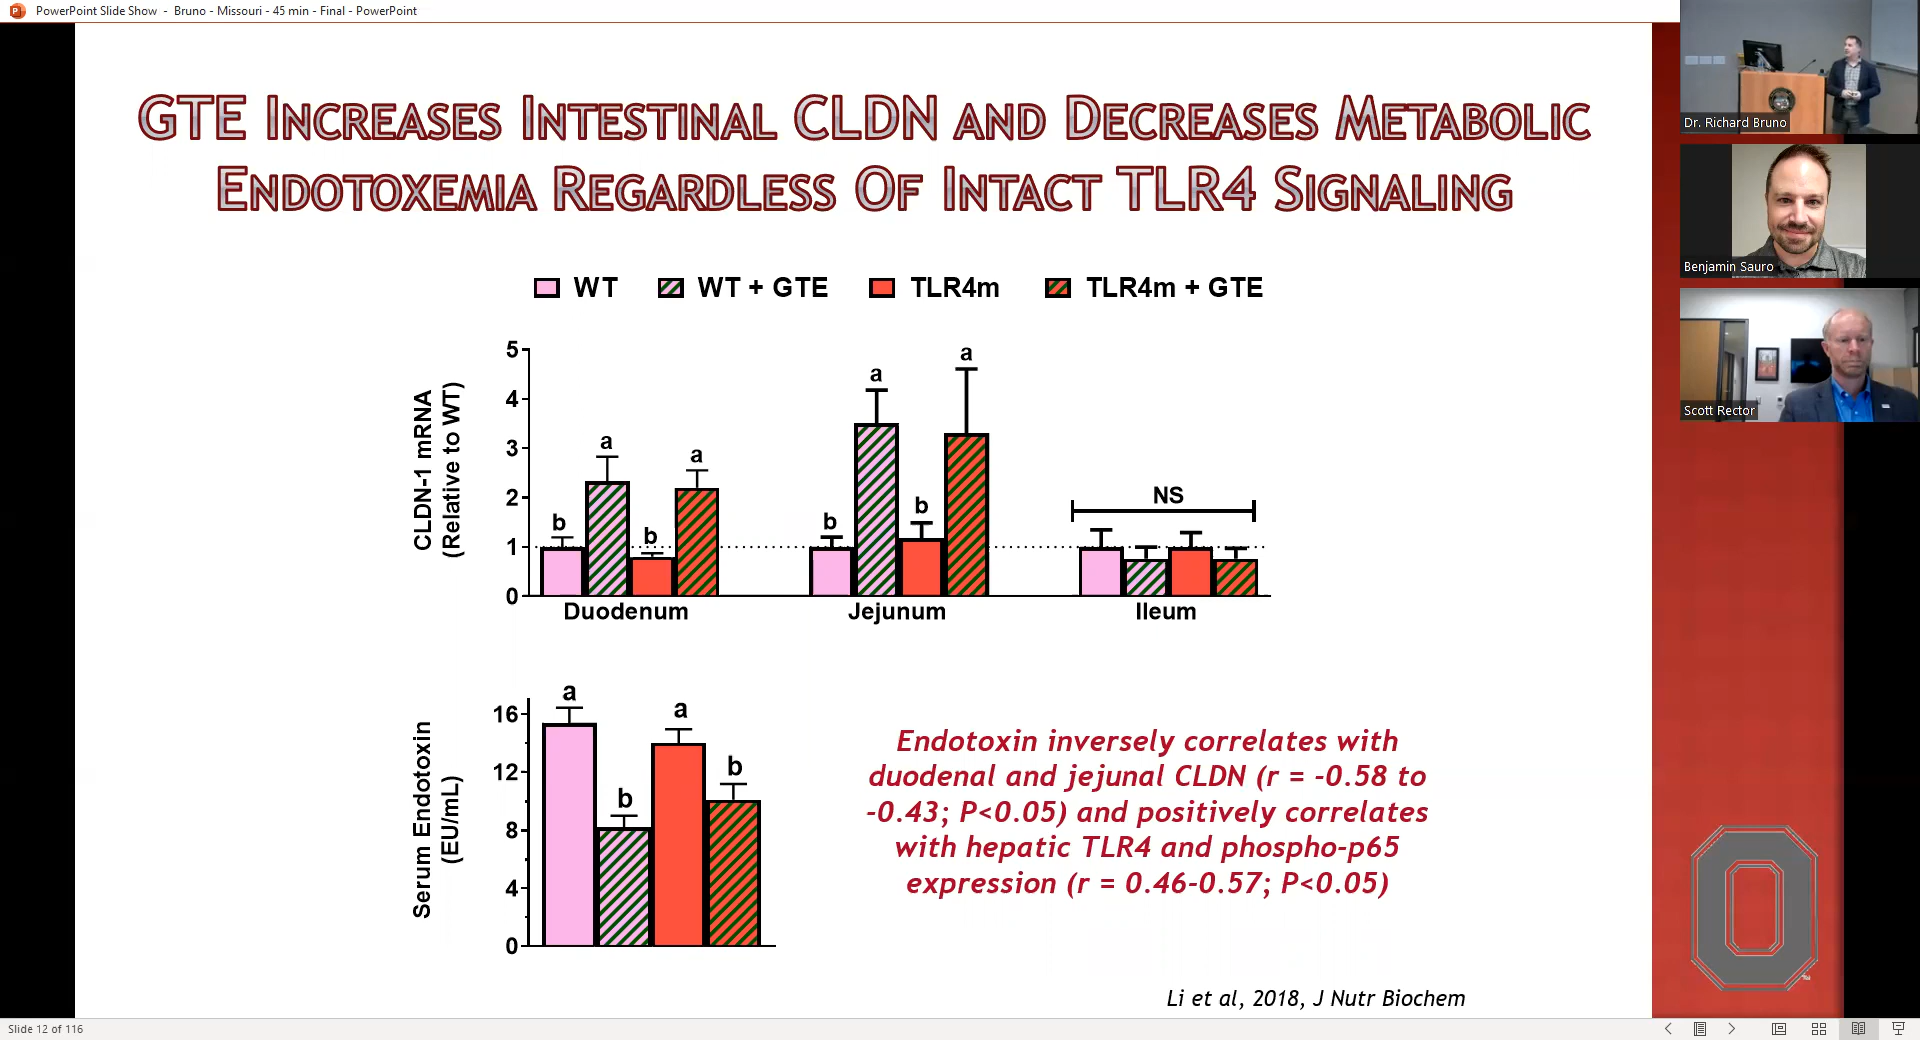 PowerPoint Slide Show - Bruno - Missouri - 45 min - Final - PowerPoint
GTE Increases Intestinal CLDN and Decreases Metabolic
Endotoxemia Regardless Of Intact TLR4 Signaling
WT WT + GTE TLR4m TLR4m + GTE
CLDN-1 mRNA
(Relative to WT)
5
4
3
2
1
0
b a b a
b a b a
NS
Duodenum Jejunum Ileum
Serum Endotoxin
(EU/mL)
16
12
8
4
0
a b a b
Endotoxin inversely correlates with
duodenal and jejunal CLDN (r = -0.58 to
-0.43; P<0.05) and positively correlates
with hepatic TLR4 and phospho-p65
expression (r = 0.46-0.57; P<0.05)
Li et al, 2018, J Nutr Biochem
Dr. Richard Bruno
Benjamin Sauro
Scott Rector
O
Slide 12 of 116